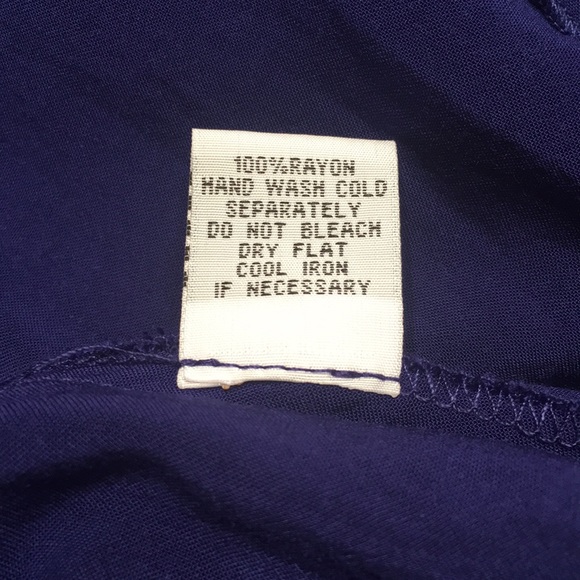 100%RAYON
HAND WASH COLD
SEPARATELY
DO NOT BLEACH
DRY FLAT
COOL IRON
IF NECESSARY